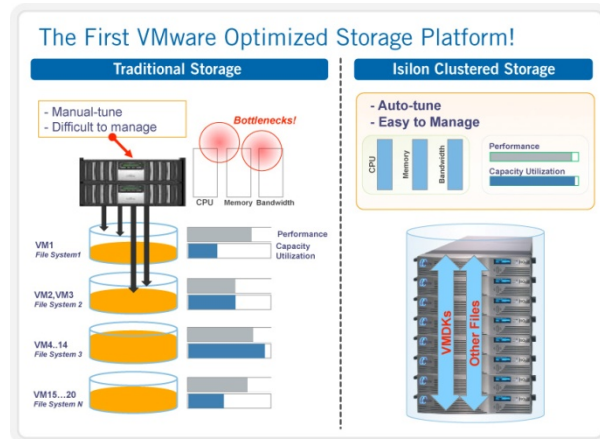 The First VMware Optimized Storage Platform!
Traditional Storage
- Manual-tune
- Difficult to manage
Bottlenecks!
CPU
Memory
Bandwidth
Performance
Capacity
Utilization
VM1
File System1
VM2,VM3
File System 2
VM4..14
File System 3
VM15...20
File System N
Isilon Clustered Storage
- Auto-tune
- Easy to Manage
CPU
Memory
Bandwidth
Performance
Capacity Utilization
VMDKs
Other Files